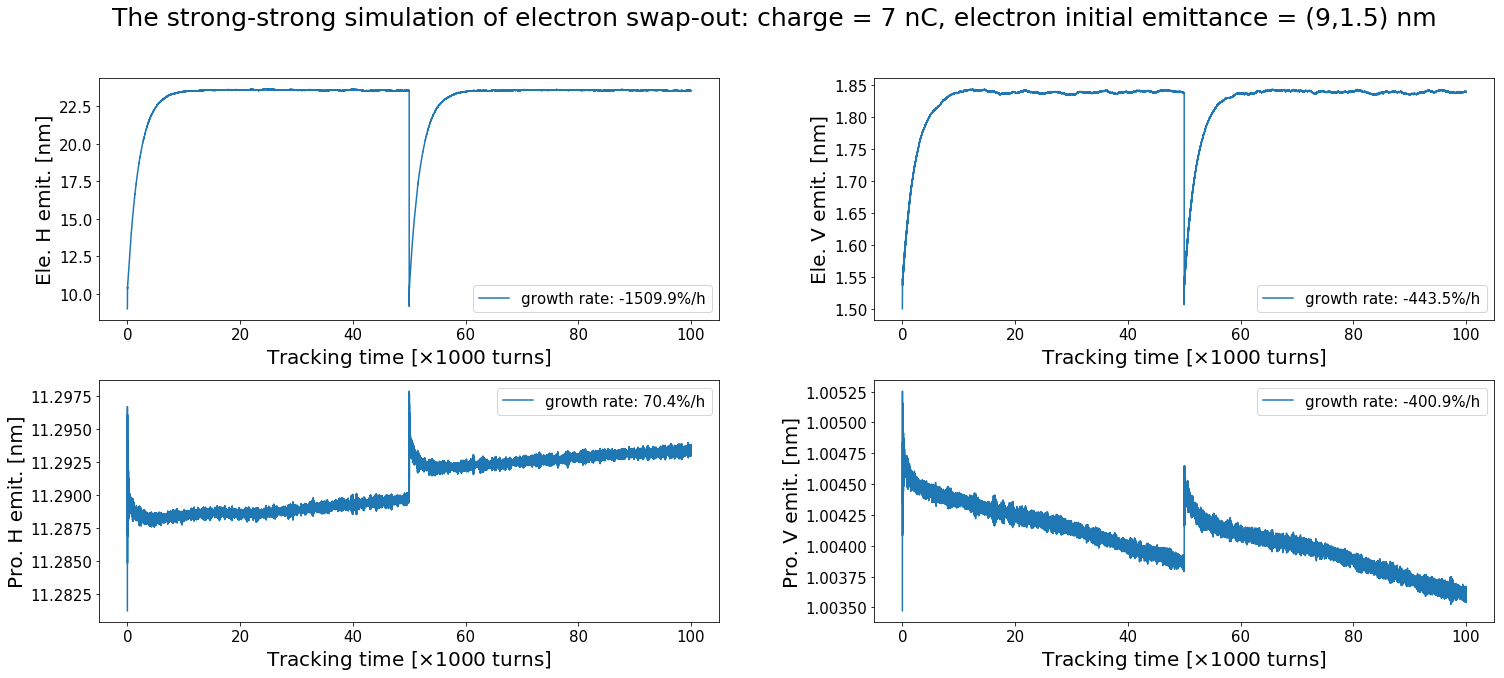 The strong-strong simulation of electron swap-out: charge = 7 nC, electron initial emittance = (9,1.5) nm
Ele. H emit. [nm]
22.5
20.0
17.5
15.0
12.5
10.0
growth rate: -1509.9%/h
0 20 40 60 80 100
Tracking time [×1000 turns]
Ele. V emit. [nm]
1.85
1.80
1.75
1.70
1.65
1.60
1.55
1.50
growth rate: -443.5%/h
0 20 40 60 80 100
Tracking time [×1000 turns]
Pro. H emit. [nm]
11.2975
11.2950
11.2925
11.2900
11.2875
11.2850
11.2825
growth rate: 70.4%/h
0 20 40 60 80 100
Tracking time [×1000 turns]
Pro. V emit. [nm]
1.00525
1.00500
1.00475
1.00450
1.00425
1.00400
1.00375
1.00350
growth rate: -400.9%/h
0 20 40 60 80 100
Tracking time [×1000 turns]